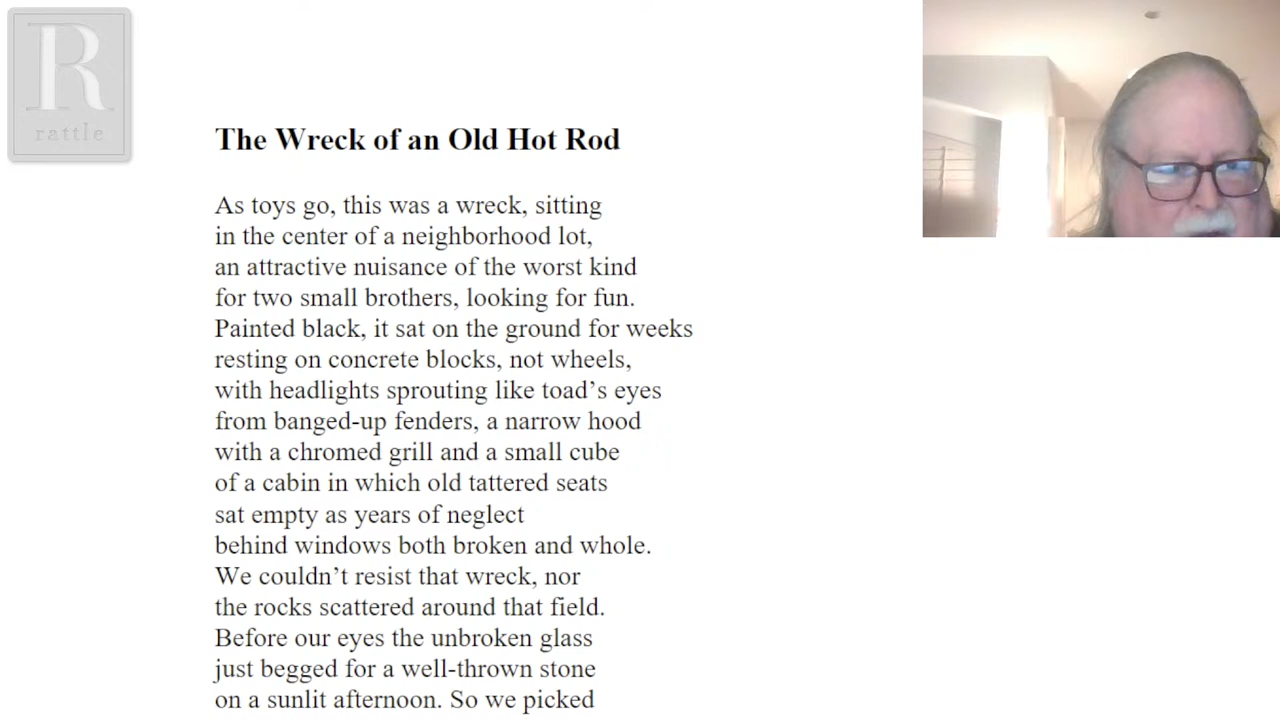 R
rattle
The Wreck of an Old Hot Rod
As toys go, this was a wreck, sitting
in the center of a neighborhood lot,
an attractive nuisance of the worst kind
for two small brothers, looking for fun.
Painted black, it sat on the ground for weeks
resting on concrete blocks, not wheels,
with headlights sprouting like toad’s eyes
from banged-up fenders, a narrow hood
with a chromed grill and a small cube
of a cabin in which old tattered seats
sat empty as years of neglect
behind windows both broken and whole.
We couldn’t resist that wreck, nor
the rocks scattered around that field.
Before our eyes the unbroken glass
just begged for a well-thrown stone
on a sunlit afternoon. So we picked